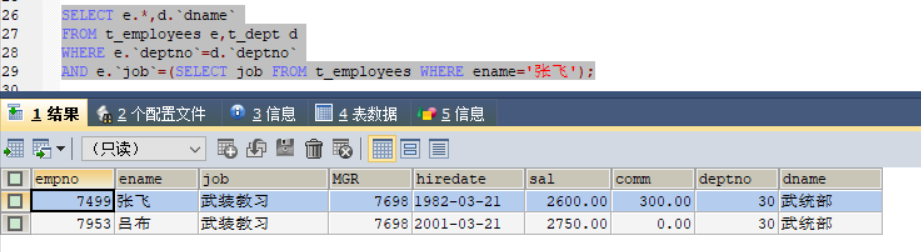 26 SELECT e.*,d.`dname`
27 FROM t_employees e,t_dept d
28 WHERE e.`deptno`=d.`deptno`
29 AND e.`job`=(SELECT job FROM t_employees WHERE ename='张飞');
30
1 结果 2 个配置文件 3 信息 4 表数据 5 信息
（只读）
empno ename job MGR hiredate sal comm deptno dname
7499 张飞 武装教习 7698 1982-03-21 2600.00 300.00 30 武统部
7953 吕布 武装教习 7698 2001-03-21 2750.00 0.00 30 武统部